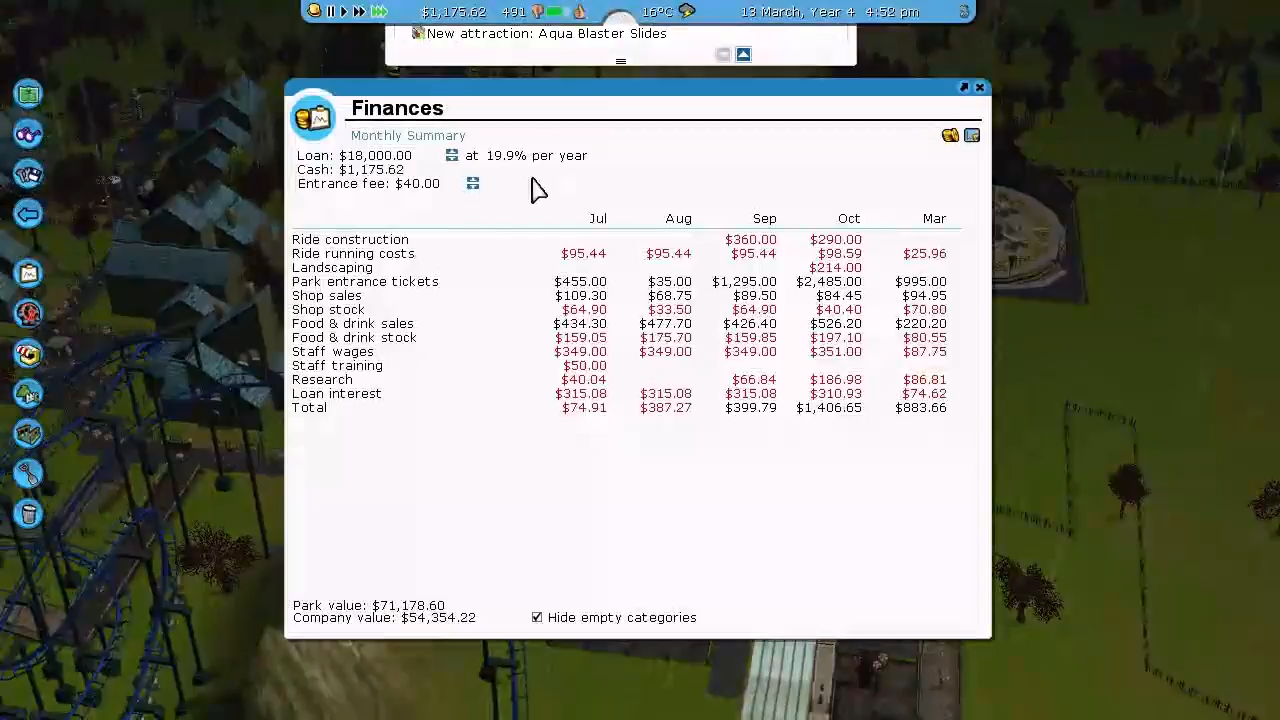 $1,175.62 491 16°C 13 March, Year 4 4:52 pm
New attraction: Aqua Blaster Slides
Finances
Monthly Summary
Loan: $18,000.00 at 19.9% per year
Cash: $1,175.62
Entrance fee: $40.00
Jul Aug Sep Oct Mar
Ride construction $360.00 $290.00
Ride running costs $95.44 $95.44 $95.44 $98.59 $25.96
Landscaping $214.00
Park entrance tickets $455.00 $35.00 $1,295.00 $2,485.00 $995.00
Shop sales $109.30 $68.75 $89.50 $84.45 $94.95
Shop stock $64.90 $33.50 $64.90 $40.40 $70.80
Food & drink sales $434.30 $477.70 $426.40 $526.20 $220.20
Food & drink stock $159.05 $175.70 $159.85 $197.10 $80.55
Staff wages $349.00 $349.00 $349.00 $351.00 $87.75
Staff training $50.00
Research $40.04 $66.84 $186.98 $86.81
Loan interest $315.08 $315.08 $315.08 $310.93 $74.62
Total $74.91 $387.27 $399.79 $1,406.65 $883.66
Park value: $71,178.60
Company value: $54,354.22 Hide empty categories